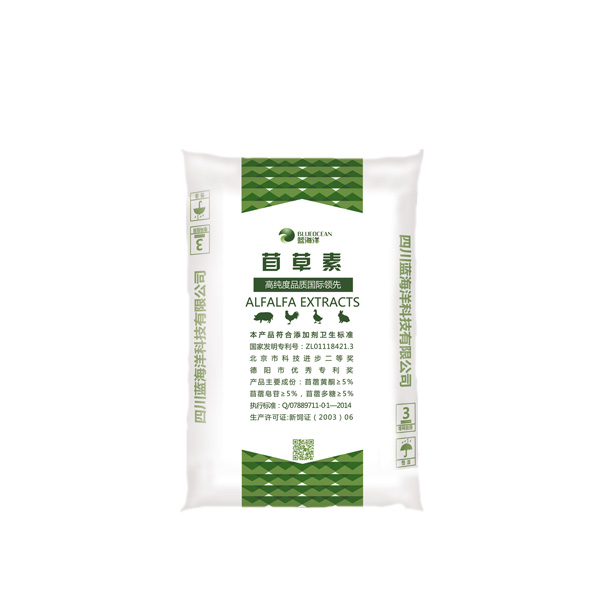 BLUEOCEAN
蓝海洋
苜草素
高纯度品质国际领先
ALFALFA EXTRACTS
本产品符合添加剂卫生标准
国家发明专利号：ZL01118421.3
北京市科技进步二等奖
德阳市优秀专利奖
产品主要成份：苜蓿黄酮≥5%
苜蓿皂苷≥5%，苜蓿多糖≥5%
执行标准：Q/07889711-0·1—2014
生产许可证:新饲证（2003）06
四川蓝海洋科技有限公司
3
四川蓝海洋科技有限公司
3